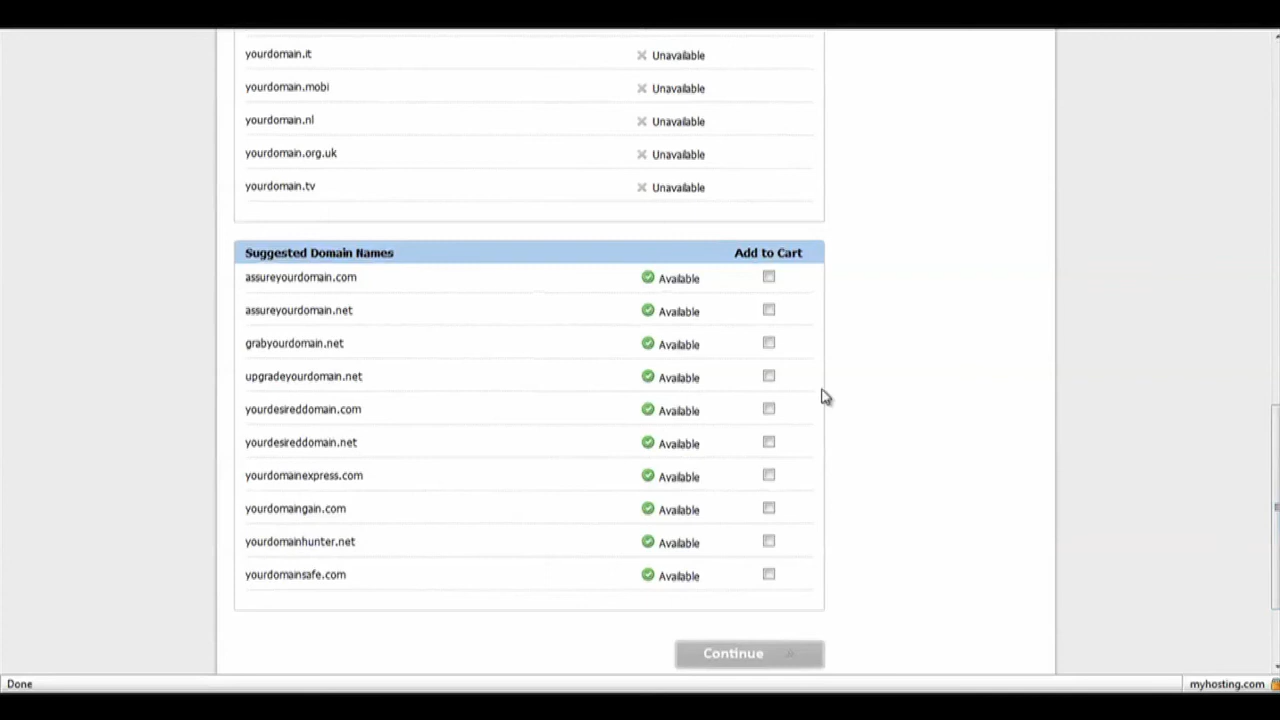 yourdomain.it Unavailable
yourdomain.mobi Unavailable
yourdomain.nl Unavailable
yourdomain.org.uk Unavailable
yourdomain.tv Unavailable
Suggested Domain Names Add to Cart
assureyourdomain.com Available
assureyourdomain.net Available
grabyourdomain.net Available
upgradeyourdomain.net Available
yourdesireddomain.com Available
yourdesireddomain.net Available
yourdomainexpress.com Available
yourdomaingain.com Available
yourdomainhunter.net Available
yourdomainsafe.com Available
Continue »
Done myhosting.com